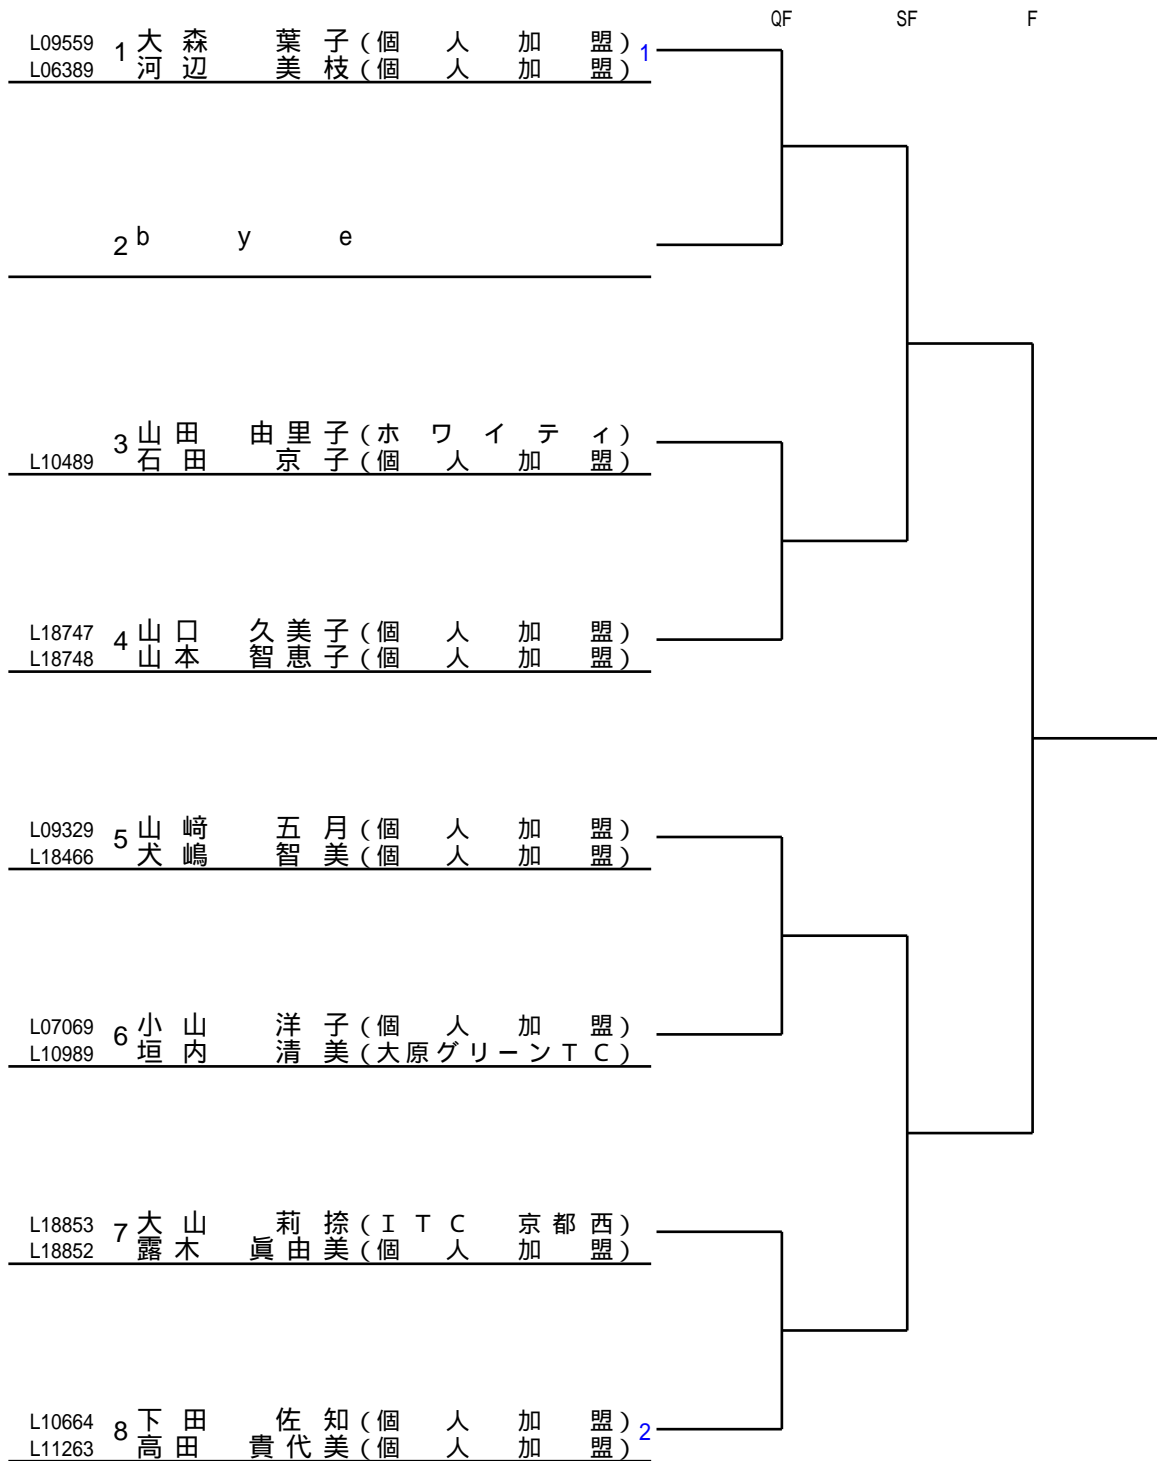 QF SF F
L09559 1 大森 葉子(個人加盟) 1
L06389 河辺 美枝(個人加盟)
2 bye
3 山田 由里子(ホワイティ)
L10489 石田 京子(個人加盟)
L18747 4 山口 久美子(個人加盟)
L18748 山本 智恵子(個人加盟)
L09329 5 山﨑 五月(個人加盟)
L18466 犬嶋 智美(個人加盟)
L07069 6 小山 洋子(個人加盟)
L10989 垣内 清美(大原グリーンTC)
L18853 7 大山 莉捺(ITC 京都西)
L18852 露木 眞由美(個人加盟)
L10664 8 下田 佐知(個人加盟) 2
L11263 高田 貴代美(個人加盟)